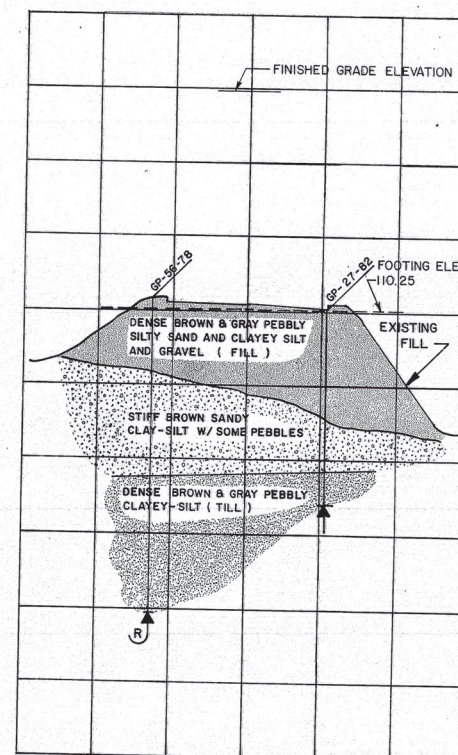 FINISHED GRADE ELEVATION
GP-56-78
GP-27-82
FOOTING ELE
110.25
EXISTING
FILL
DENSE BROWN & GRAY PEBBLY
SILTY SAND AND CLAYEY SILT
AND GRAVEL ( FILL )
STIFF BROWN SANDY
CLAY-SILT W/ SOME PEBBLES
DENSE BROWN & GRAY PEBBLY
CLAYEY-SILT ( TILL )
R